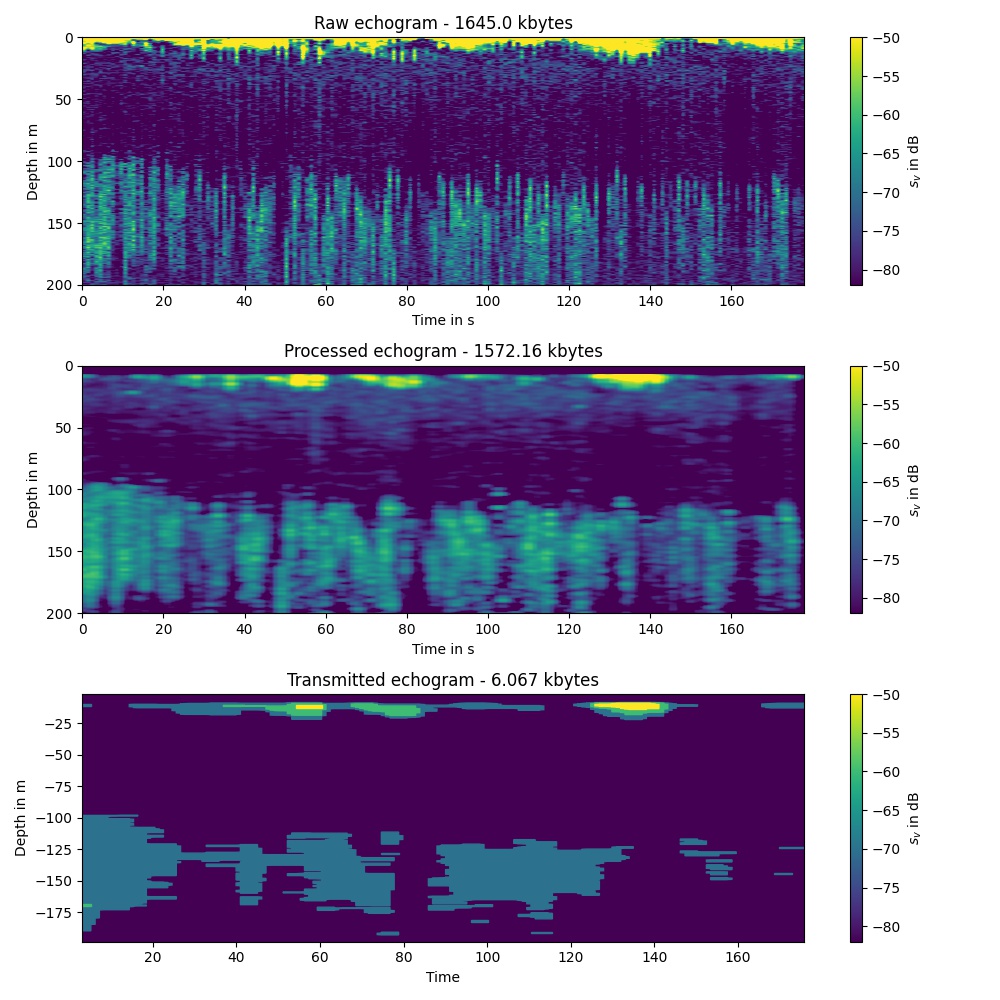 Raw echogram - 1645.0 kbytes
0
50
100
150
200
Depth in m
0 20 40 60 80 100 120 140 160
Time in s
−50
−55
−60
−65
−70
−75
−80
sᵥ in dB
Processed echogram - 1572.16 kbytes
0
50
100
150
200
Depth in m
0 20 40 60 80 100 120 140 160
Time in s
−50
−55
−60
−65
−70
−75
−80
sᵥ in dB
Transmitted echogram - 6.067 kbytes
−25
−50
−75
−100
−125
−150
−175
Depth in m
20 40 60 80 100 120 140 160
Time
−50
−55
−60
−65
−70
−75
−80
sᵥ in dB